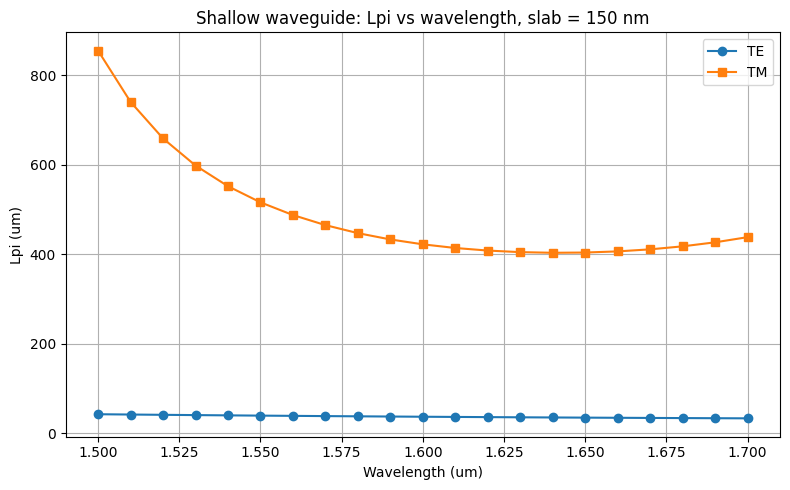 Shallow waveguide: Lpi vs wavelength, slab = 150 nm
TE
TM
Lpi (um)
800
600
400
200
0
1.500 1.525 1.550 1.575 1.600 1.625 1.650 1.675 1.700
Wavelength (um)